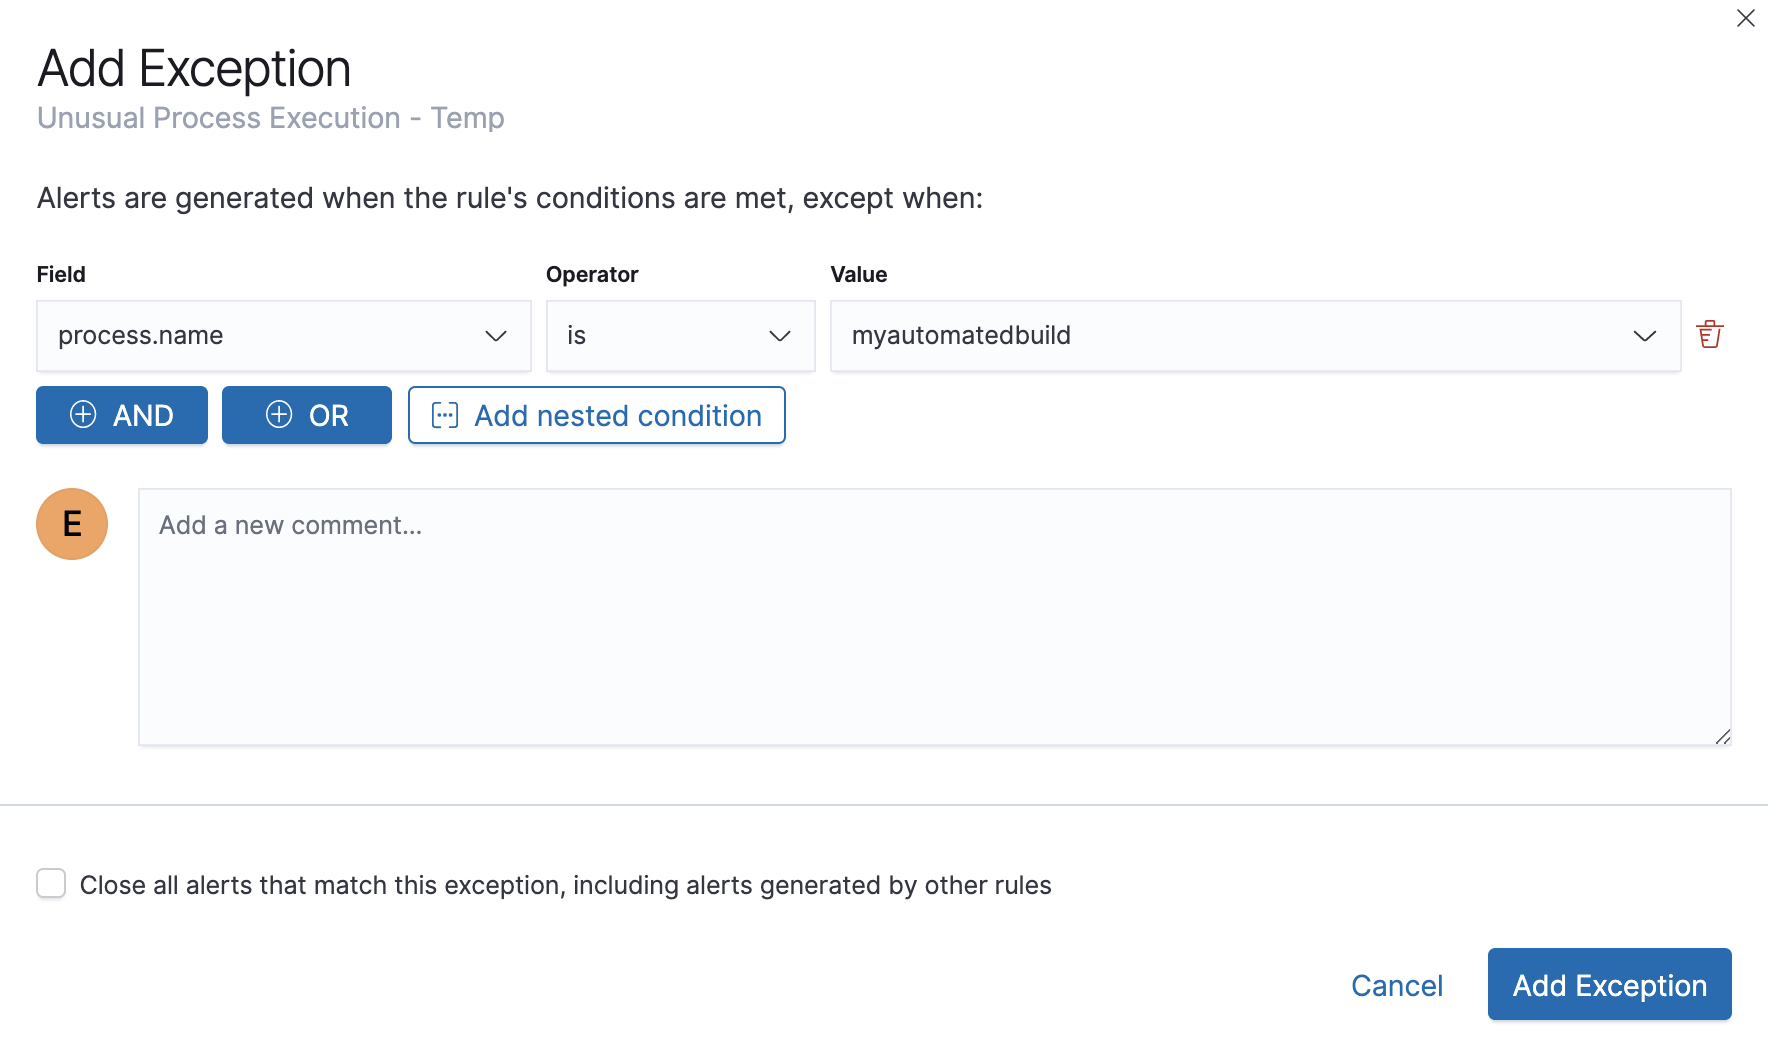 Add Exception
Unusual Process Execution - Temp
Alerts are generated when the rule's conditions are met, except when:
Field Operator Value
process.name is myautomatedbuild
AND OR Add nested condition
E Add a new comment...
Close all alerts that match this exception, including alerts generated by other rules
Cancel Add Exception